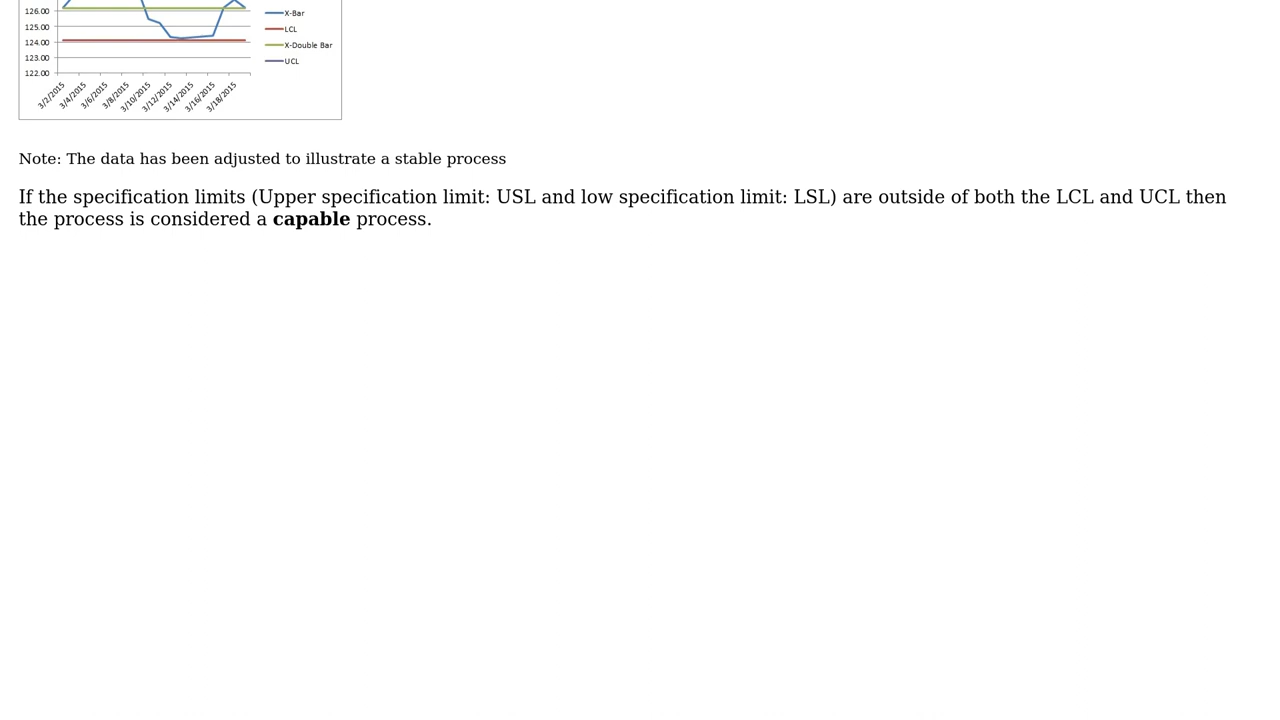 126.00
125.00
124.00
123.00
122.00
3/2/2015
3/4/2015
3/6/2015
3/8/2015
3/10/2015
3/12/2015
3/14/2015
3/16/2015
3/18/2015
X-Bar
LCL
X-Double Bar
UCL
Note: The data has been adjusted to illustrate a stable process
If the specification limits (Upper specification limit: USL and low specification limit: LSL) are outside of both the LCL and UCL then
the process is considered a capable process.